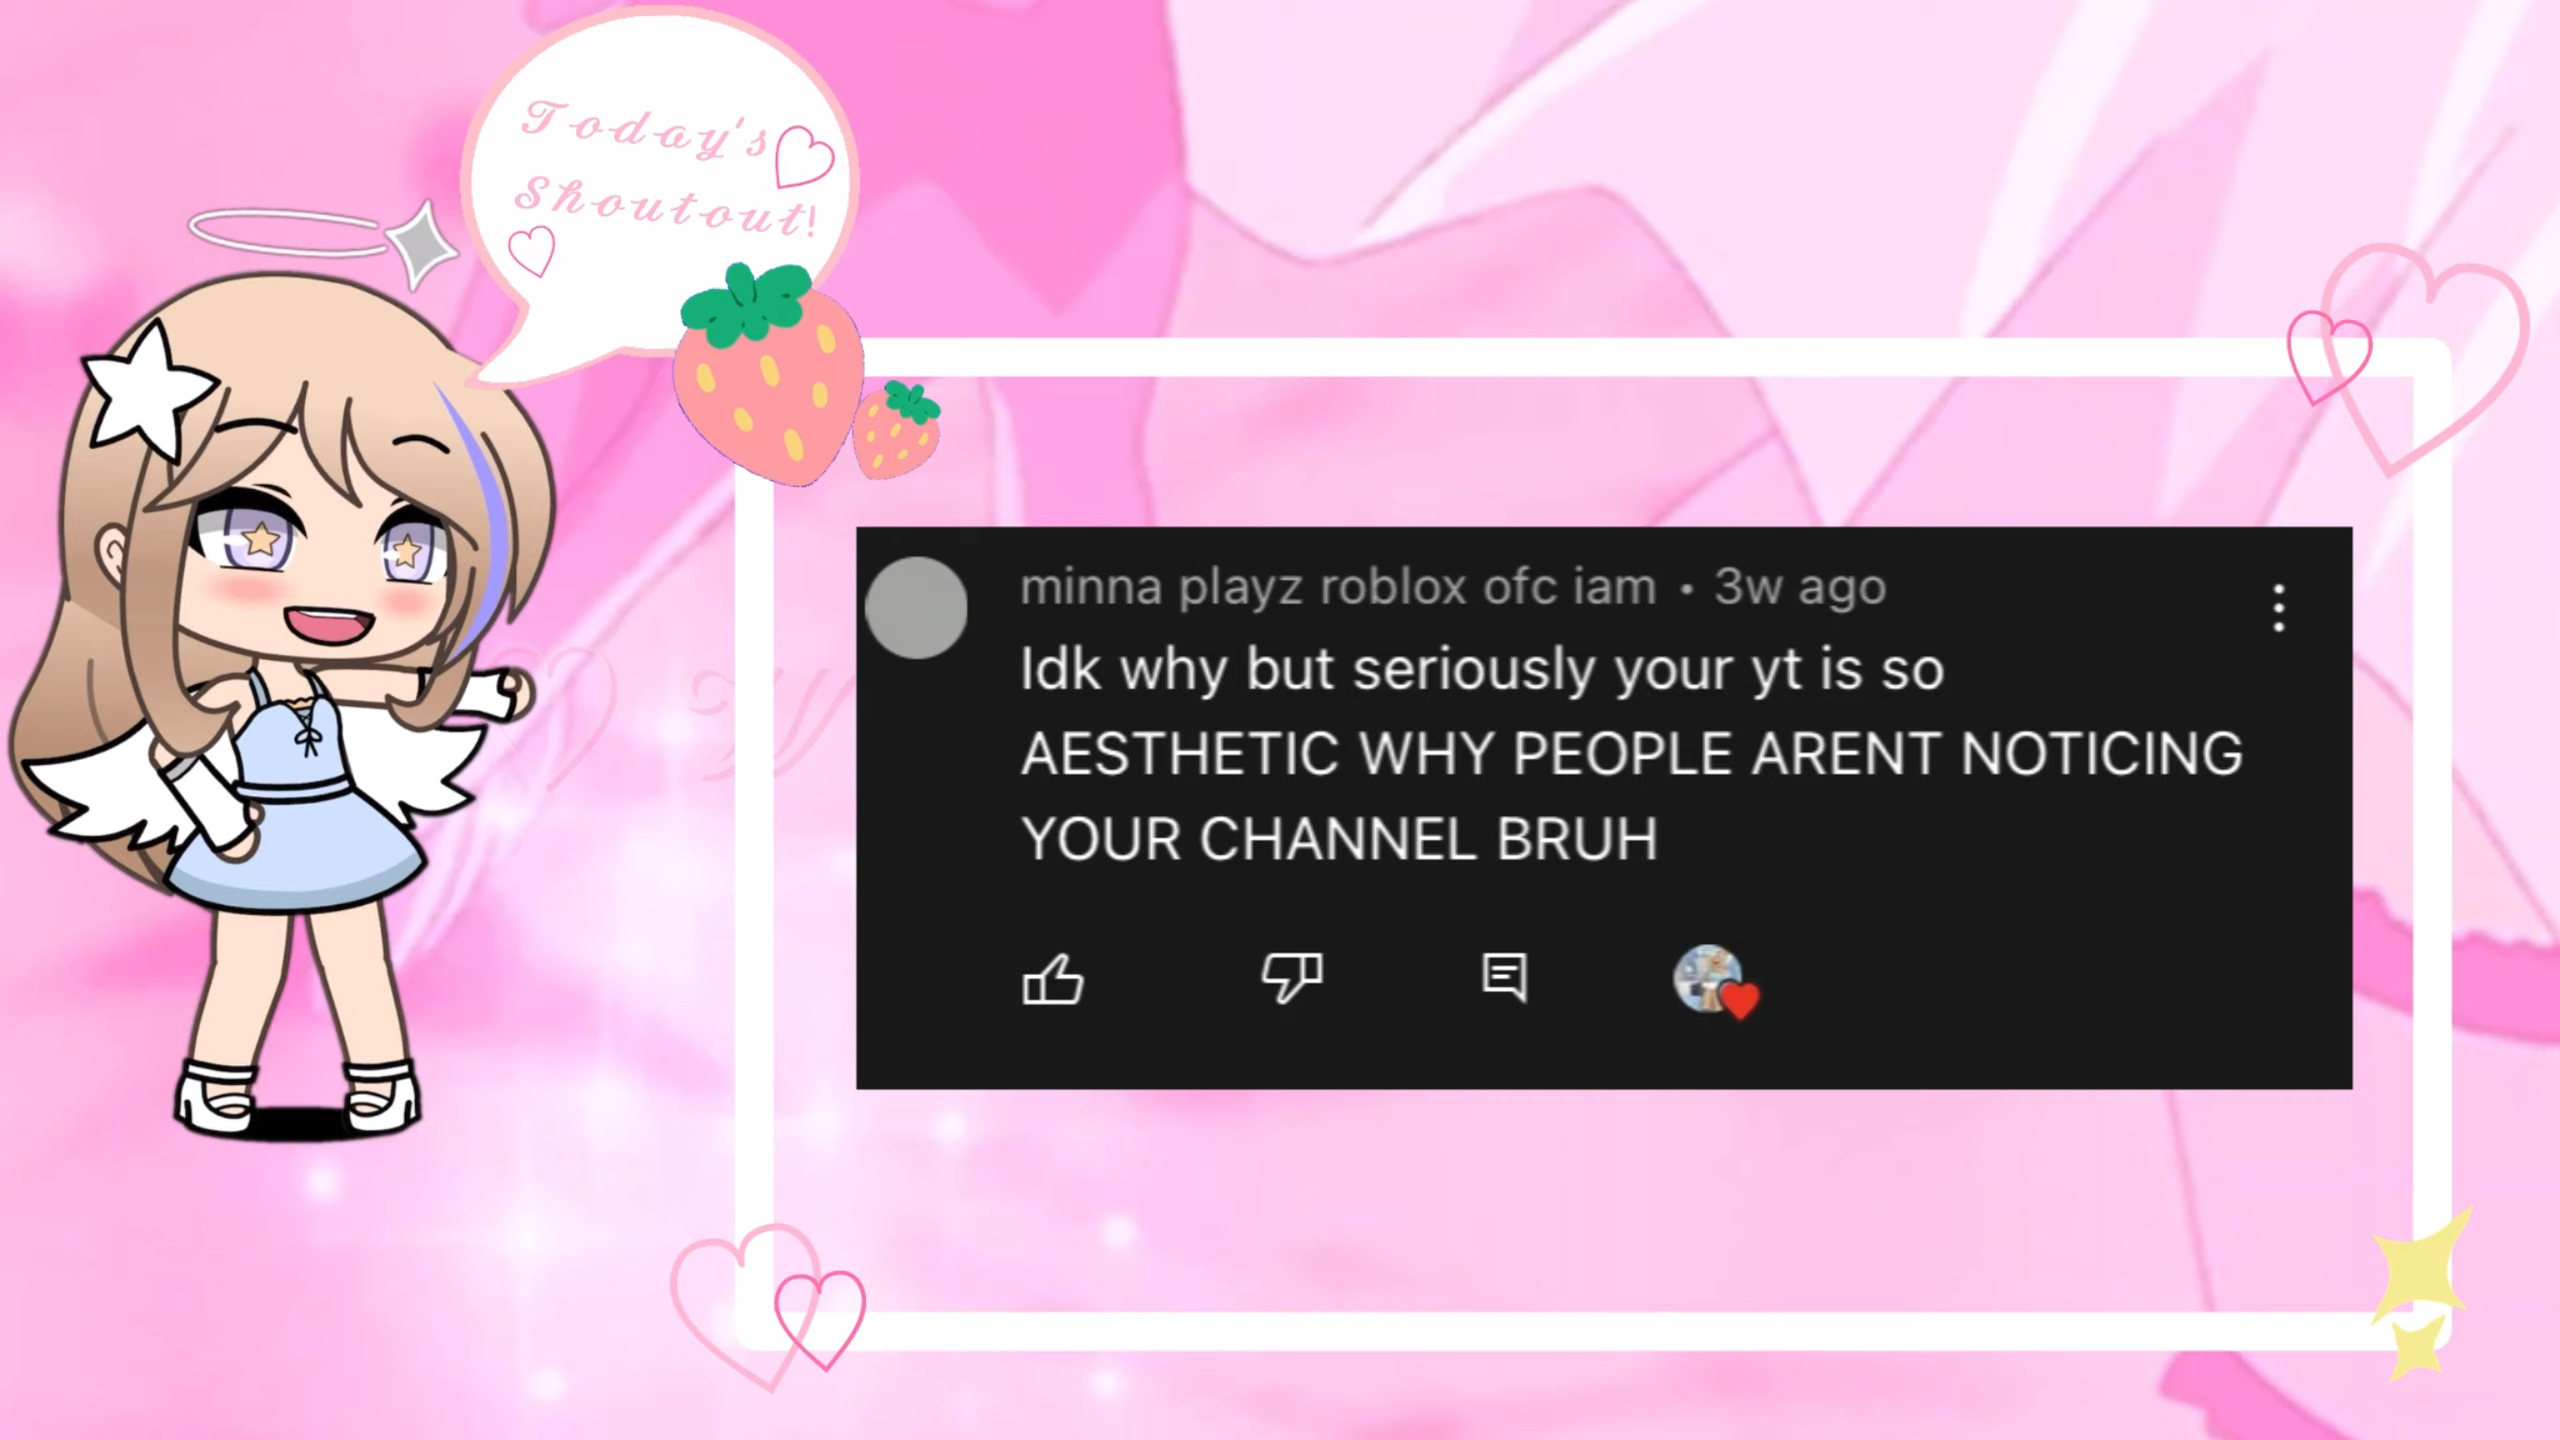 Today's
Shoutout!
minna playz roblox ofc iam • 3w ago
Idk why but seriously your yt is so
AESTHETIC WHY PEOPLE ARENT NOTICING
YOUR CHANNEL BRUH